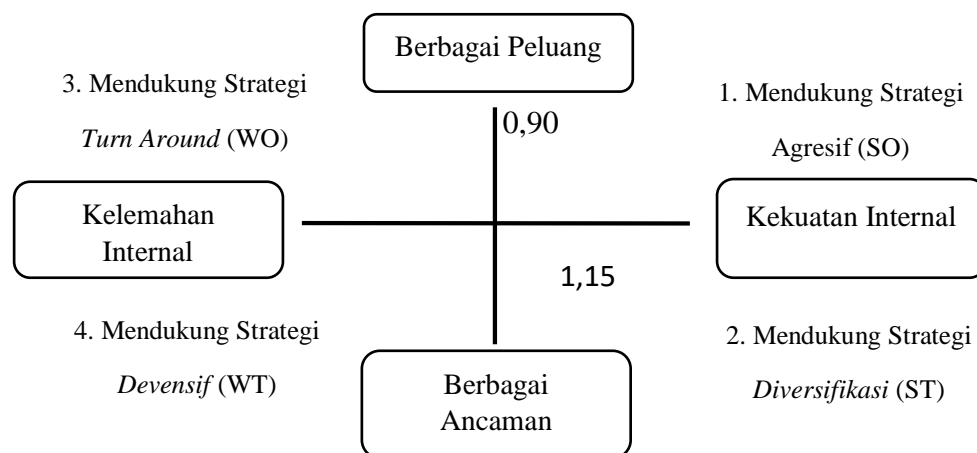 Berbagai Peluang
3. Mendukung Strategi
Turn Around (WO)
0,90
1. Mendukung Strategi
Agresif (SO)
Kelemahan
Internal
Kekuatan Internal
1,15
4. Mendukung Strategi
Devensif (WT)
Berbagai
Ancaman
2. Mendukung Strategi
Diversifikasi (ST)